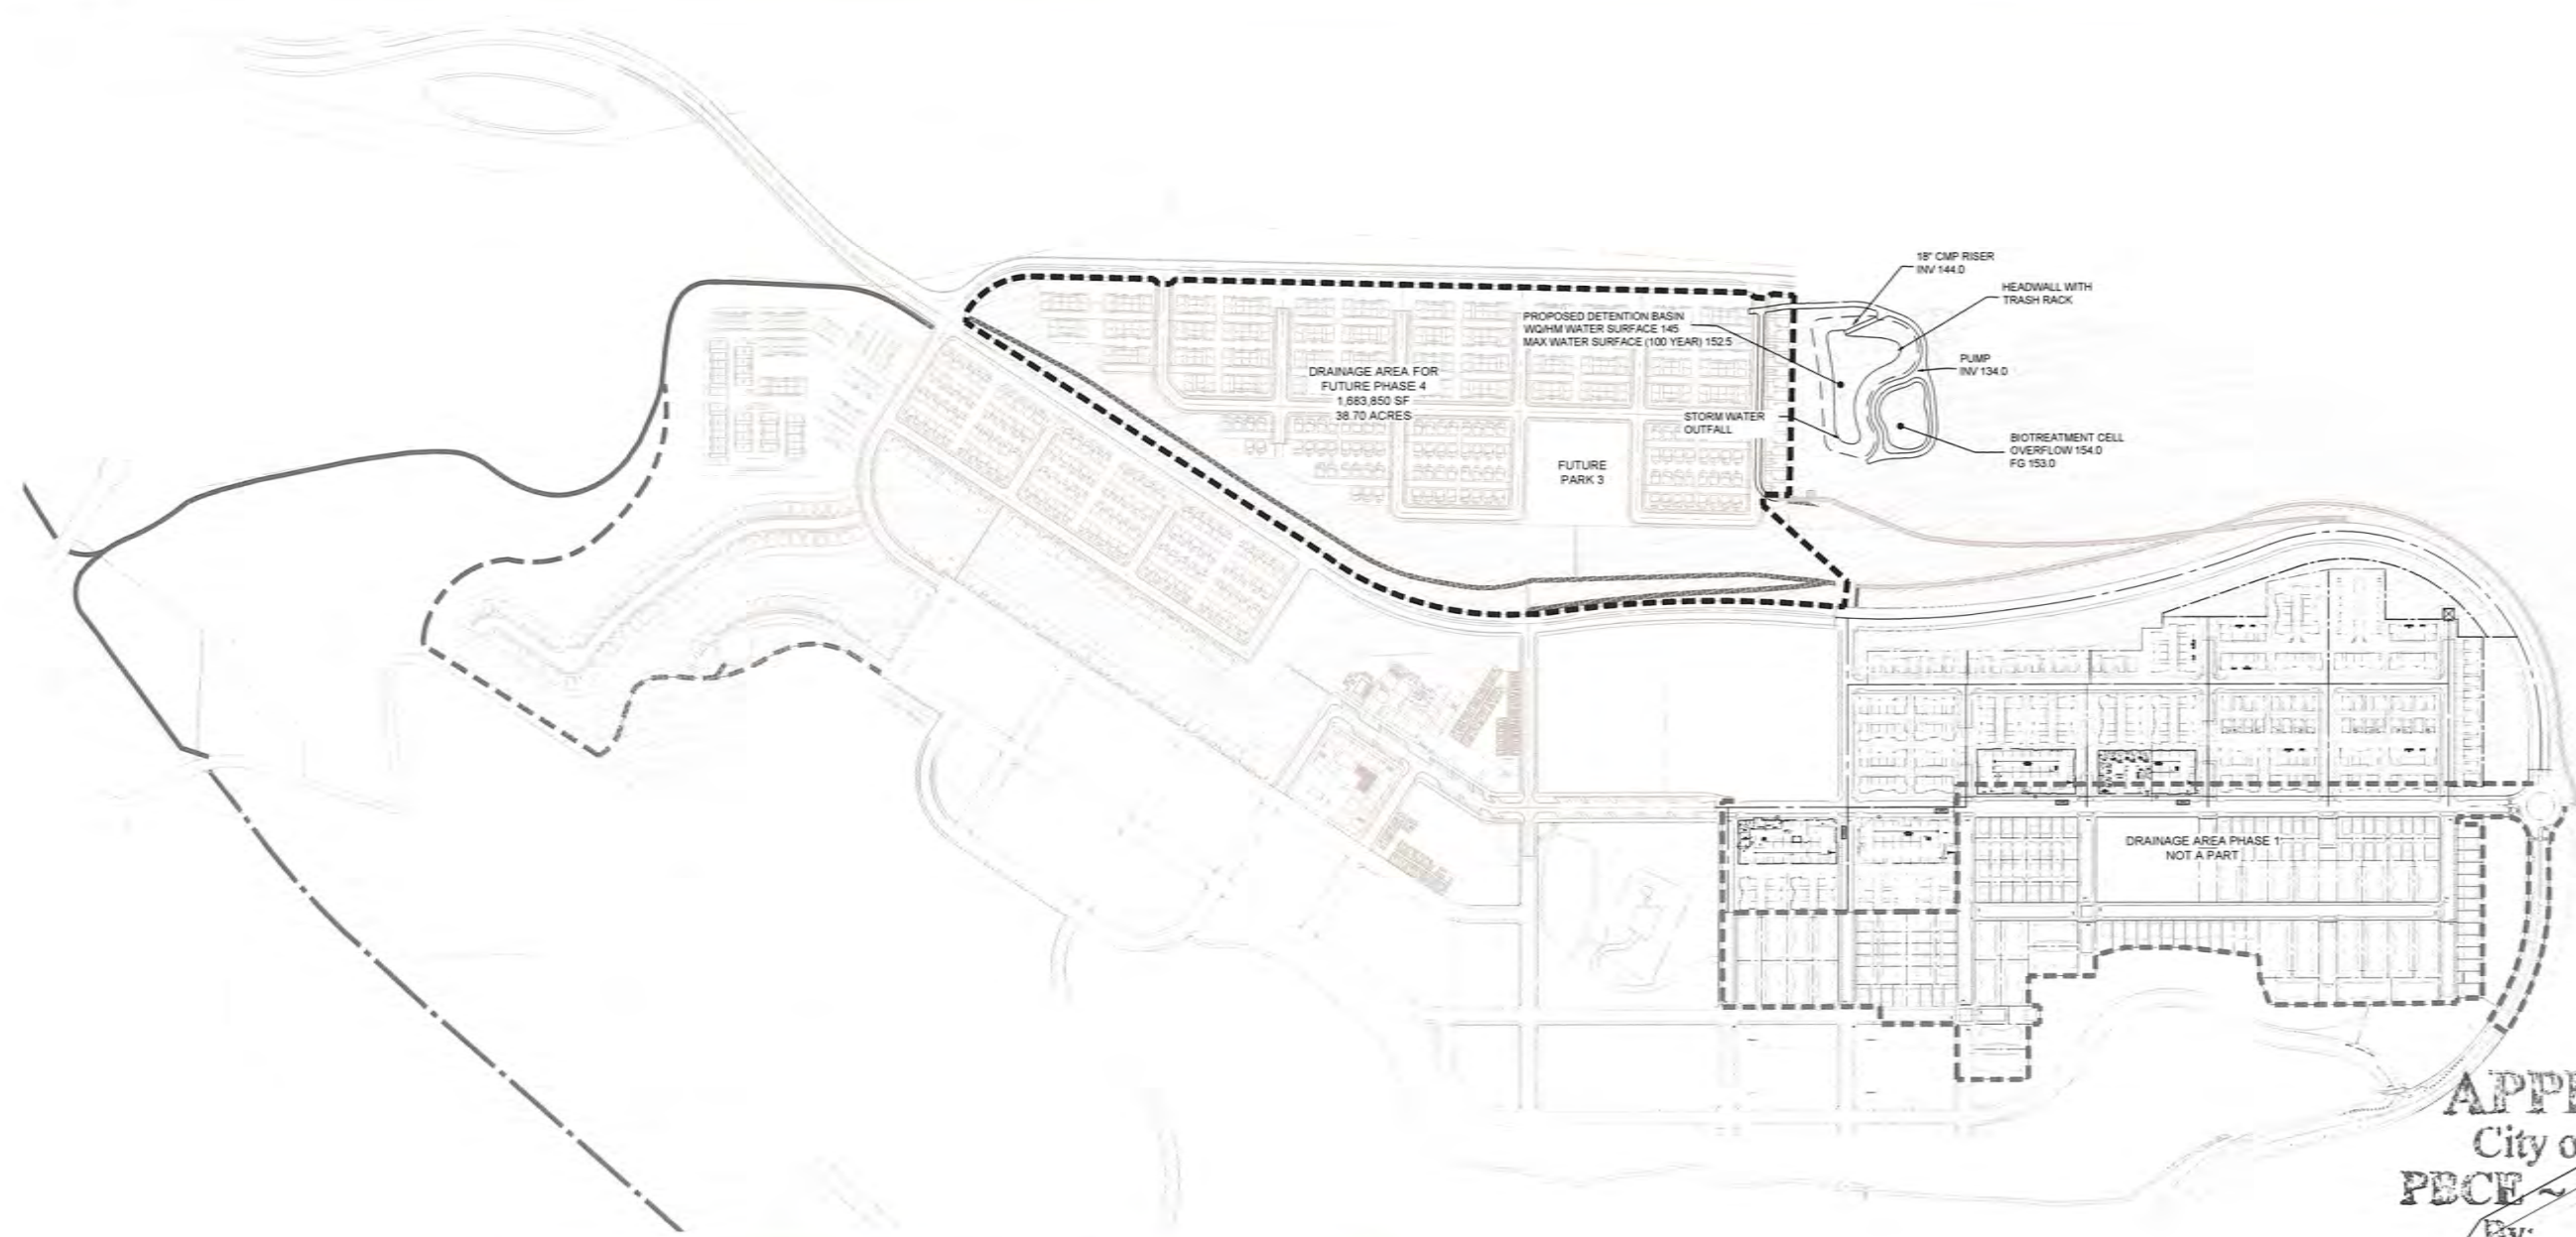 18" CMP RISER
INV 144.0
HEADWALL WITH
TRASH RACK
PROPOSED DETENTION BASIN
WQ/HM WATER SURFACE 145
MAX WATER SURFACE (100 YEAR) 152.5
PUMP
INV 134.0
DRAINAGE AREA FOR
FUTURE PHASE 4
1,683,850 SF
38.70 ACRES
STORM WATER
OUTFALL
BIOTREATMENT CELL
OVERFLOW 154.0
FG 153.0
FUTURE
PARK 3
DRAINAGE AREA PHASE 1
NOT A PART
City o
PBCE ~
By: